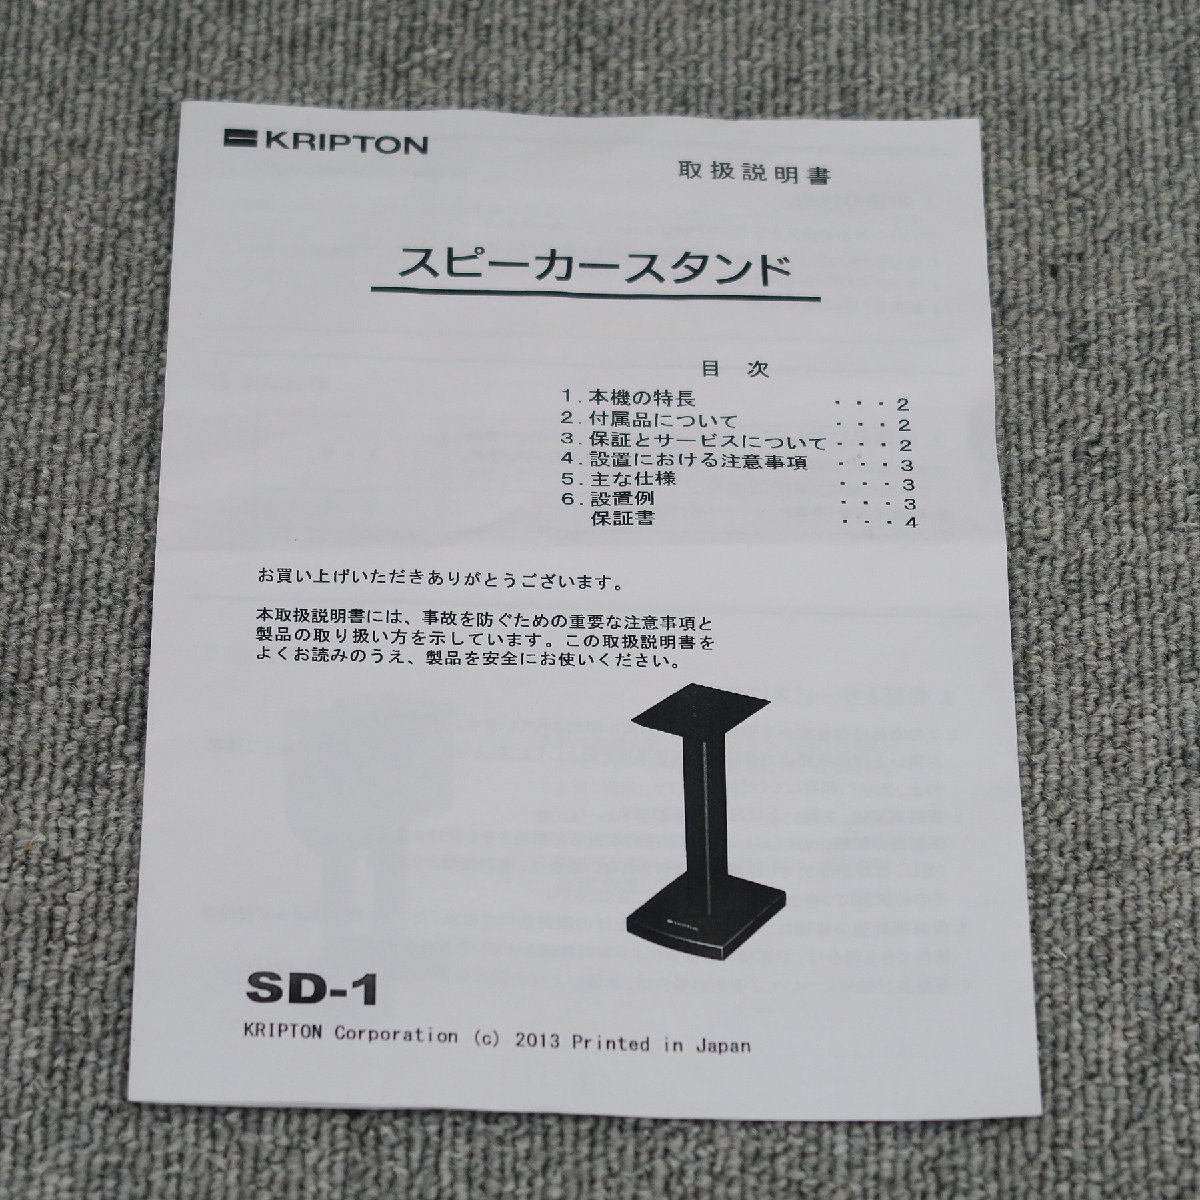 KRIPTON
取扱説明書
スピーカースタンド
目 次
1. 本機の特長 ・・・2
2. 付属品について ・・・2
3. 保証とサービスについて・・・2
4. 設置における注意事項 ・・・3
5. 主な仕様 ・・・3
6. 設置例 ・・・3
保証書 ・・・4
お買い上げいただきありがとうございます。
本取扱説明書には、事故を防ぐための重要な注意事項と
製品の取り扱い方を示しています。この取扱説明書を
よくお読みのうえ、製品を安全にお使いください。
KRIPTON
SD-1
KRIPTON Corporation (c) 2013 Printed in Japan